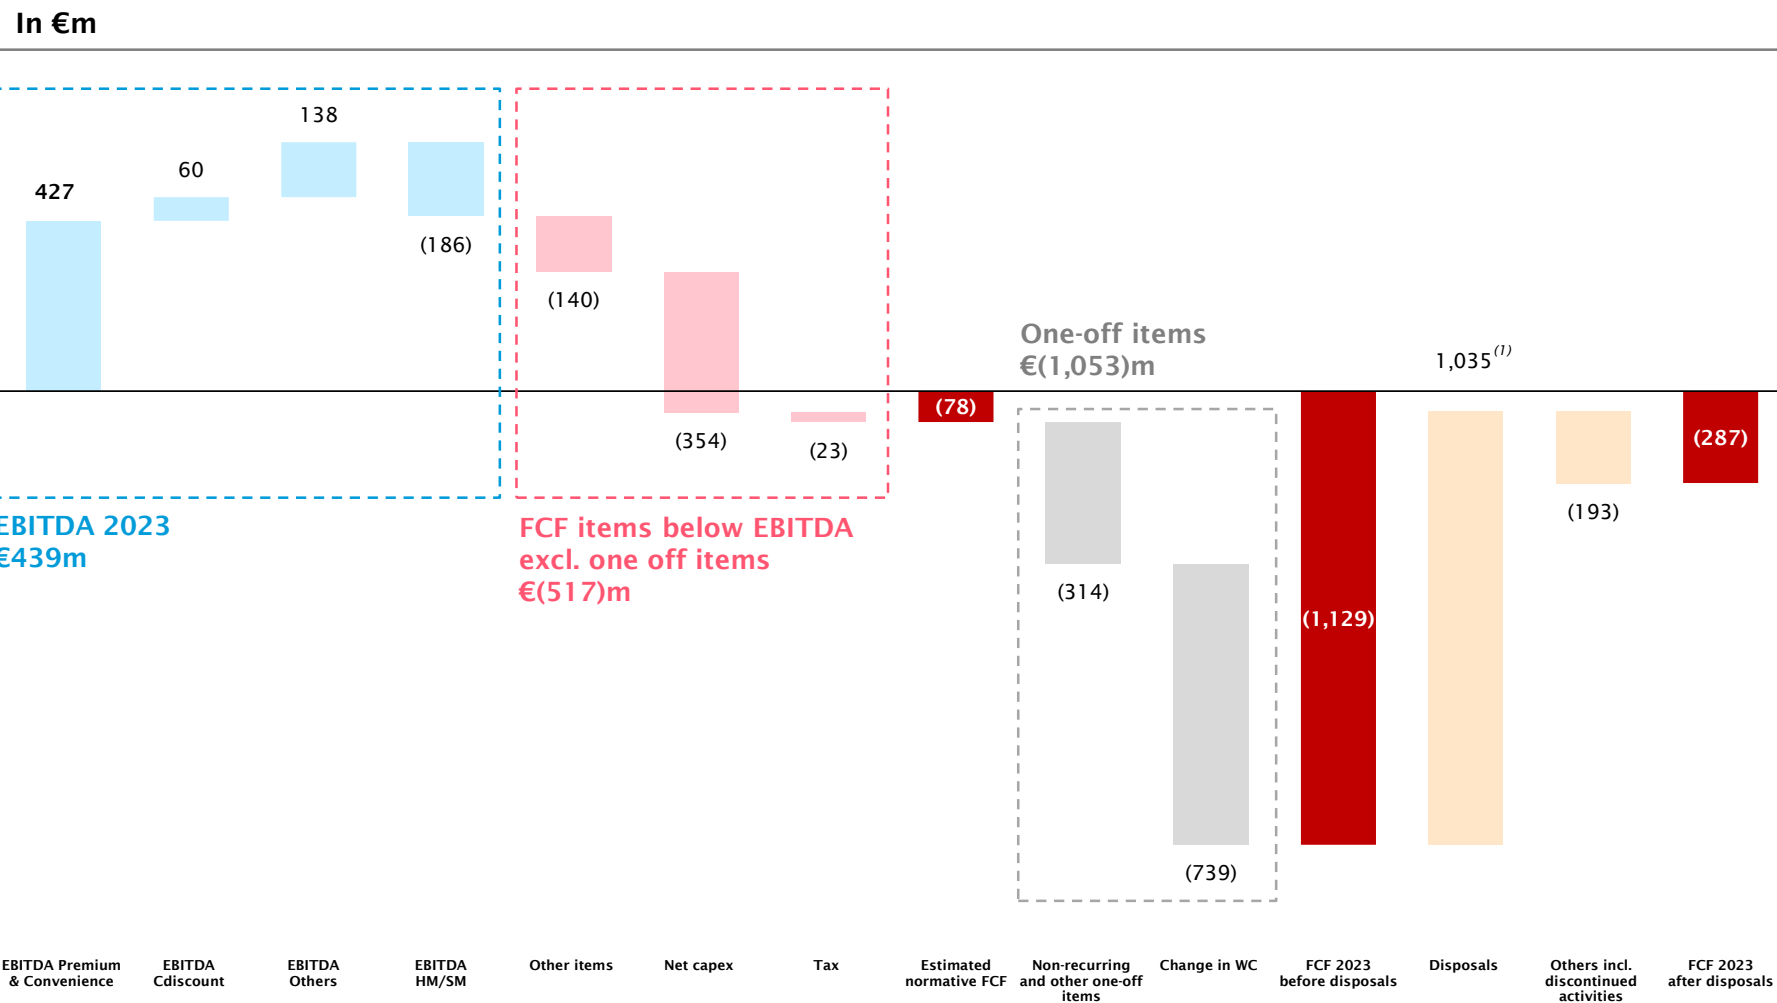 In €m
138
60
427
(186)
(140)
One-off items
€(1,053)m
1,035(1)
(78)
(354)
(23)
(287)
(193)
EBITDA 2023
€439m
FCF items below EBITDA
excl. one off items
€(517)m
(314)
(1,129)
(739)
EBITDA Premium
& Convenience
EBITDA
Cdiscount
EBITDA
Others
EBITDA
HM/SM
Other items
Net capex
Tax
Estimated
normative FCF
Non-recurring
and other one-off
items
Change in WC
FCF 2023
before disposals
Disposals
Others incl.
discontinued
activities
FCF 2023
after disposals